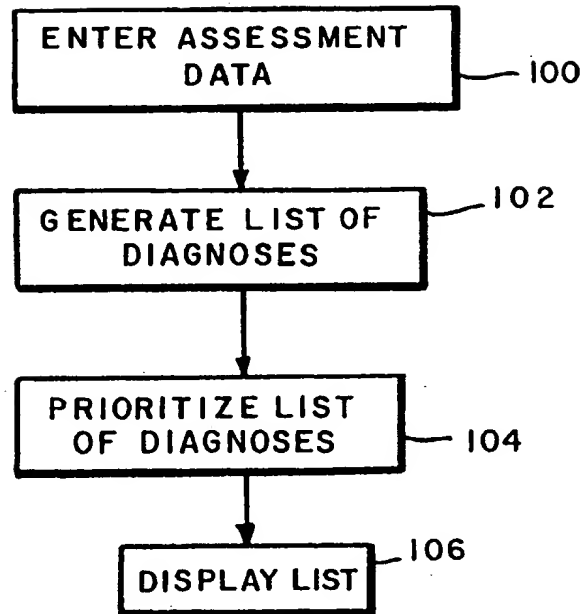 ENTER ASSESSMENT
DATA
100
GENERATE LIST OF
DIAGNOSES
102
PRIORITIZE LIST
OF DIAGNOSES
104
DISPLAY LIST
106